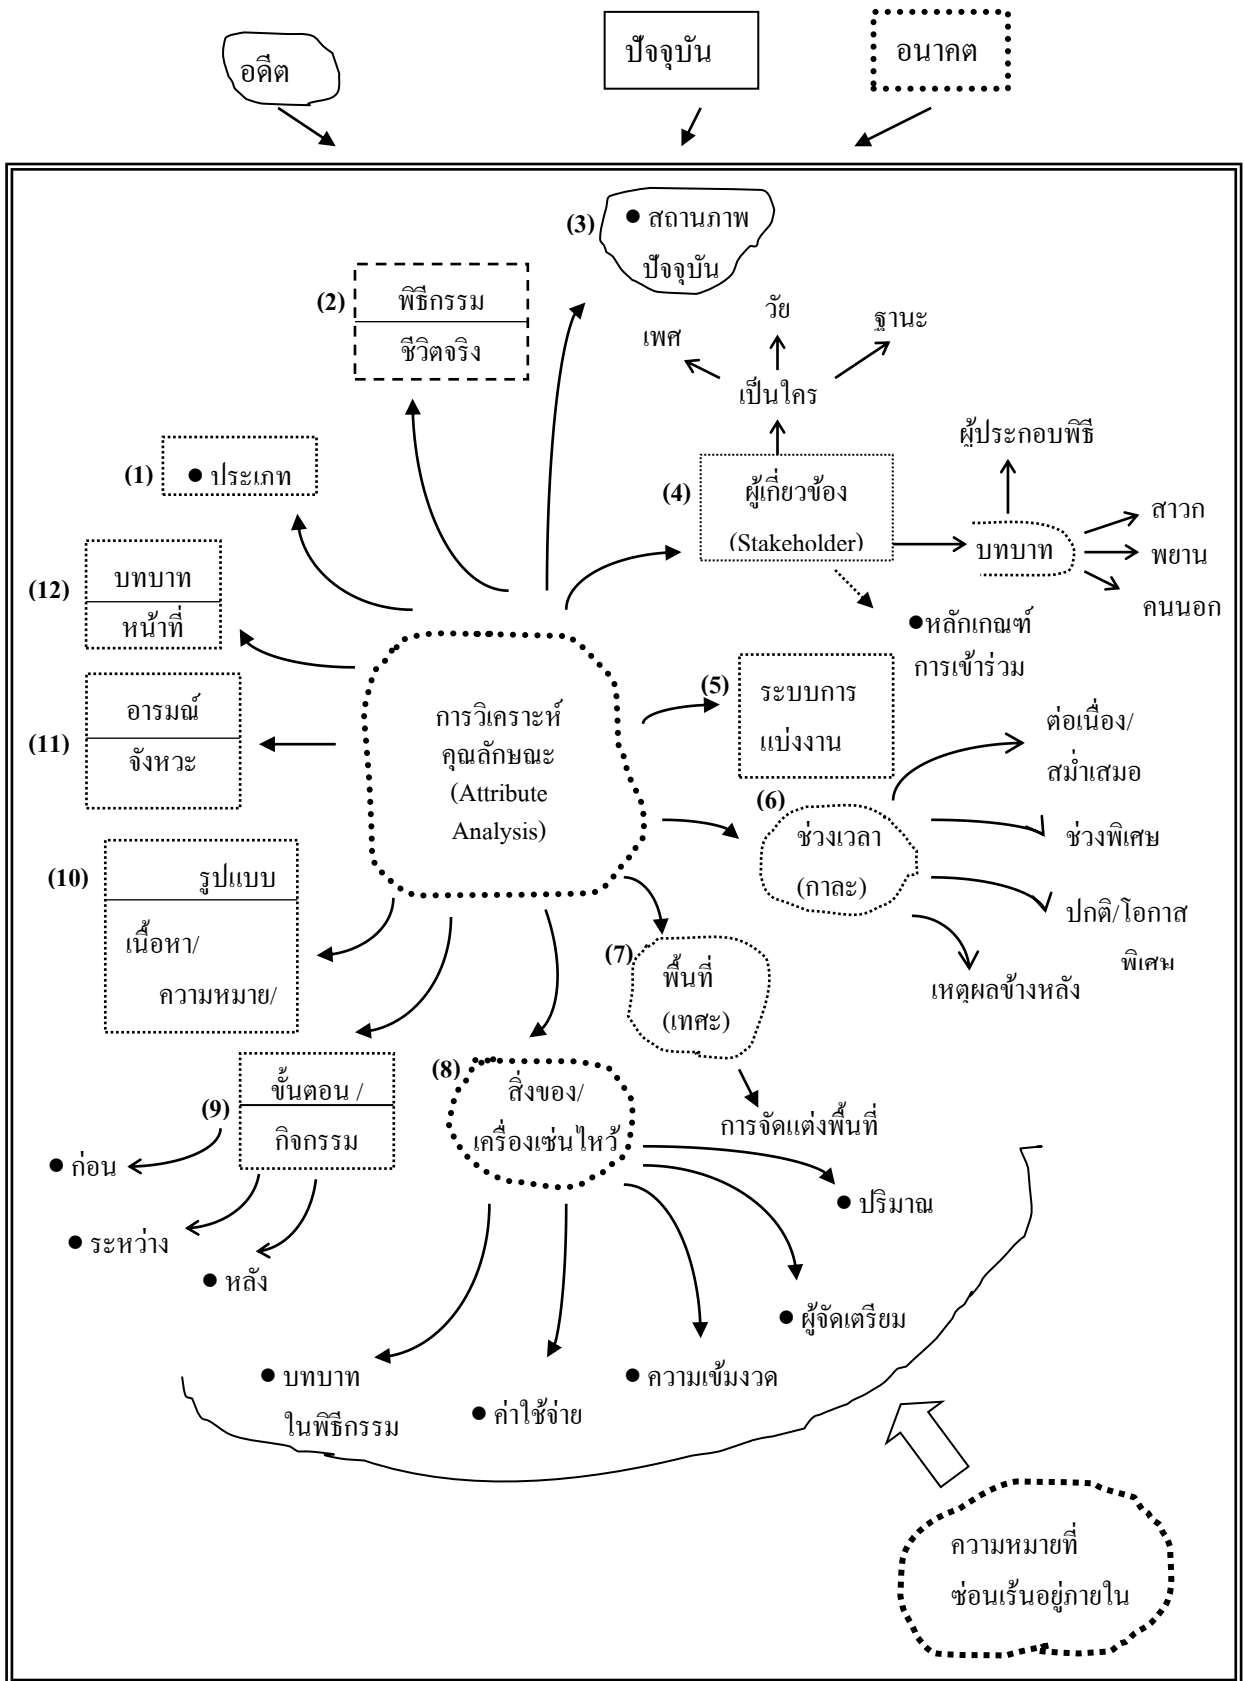 อดีต
ปัจจุบัน
อนาคต
(3)
● สถานภาพ
ปัจจุบัน
(2)
พิธีกรรม
ชีวิตจริง
วัย
เพศ
ฐานะ
เป็นใคร
(1)
● ประเภท
(4)
ผู้เกี่ยวข้อง
(Stakeholder)
ผู้ประกอบพิธี
บทบาท
สาวก
พยาน
คนนอก
●หลักเกณฑ์
การเข้าร่วม
(12)
บทบาท
หน้าที่
(11)
อารมณ์
จังหวะ
การวิเคราะห์
คุณลักษณะ
(Attribute
Analysis)
(5)
ระบบการ
แบ่งงาน
(6)
ช่วงเวลา
(กาละ)
ต่อเนื่อง/
สม่ำเสมอ
ช่วงพิเศษ
ปกติ/โอกาส
พิเศษ
เหตุผลข้างหลัง
(10)
รูปแบบ
เนื้อหา/
ความหมาย/
(7)
พื้นที่
(เทศะ)
การจัดแต่งพื้นที่
(8)
สิ่งของ/
เครื่องเซ่นไหว้
(9)
ขั้นตอน /
กิจกรรม
● ก่อน
● ระหว่าง
● หลัง
● ปริมาณ
● ผู้จัดเตรียม
● ความเข้มงวด
● บทบาท
ในพิธีกรรม
● ค่าใช้จ่าย
ความหมายที่
ซ่อนเร้นอยู่ภายใน